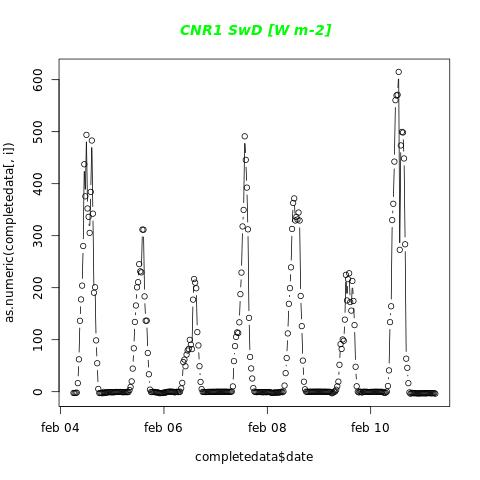 CNR1 SwD [W m-2]
as.numeric(completedata[, i])
600
500
400
300
200
100
0
feb 04
feb 06
feb 08
feb 10
completedata$date